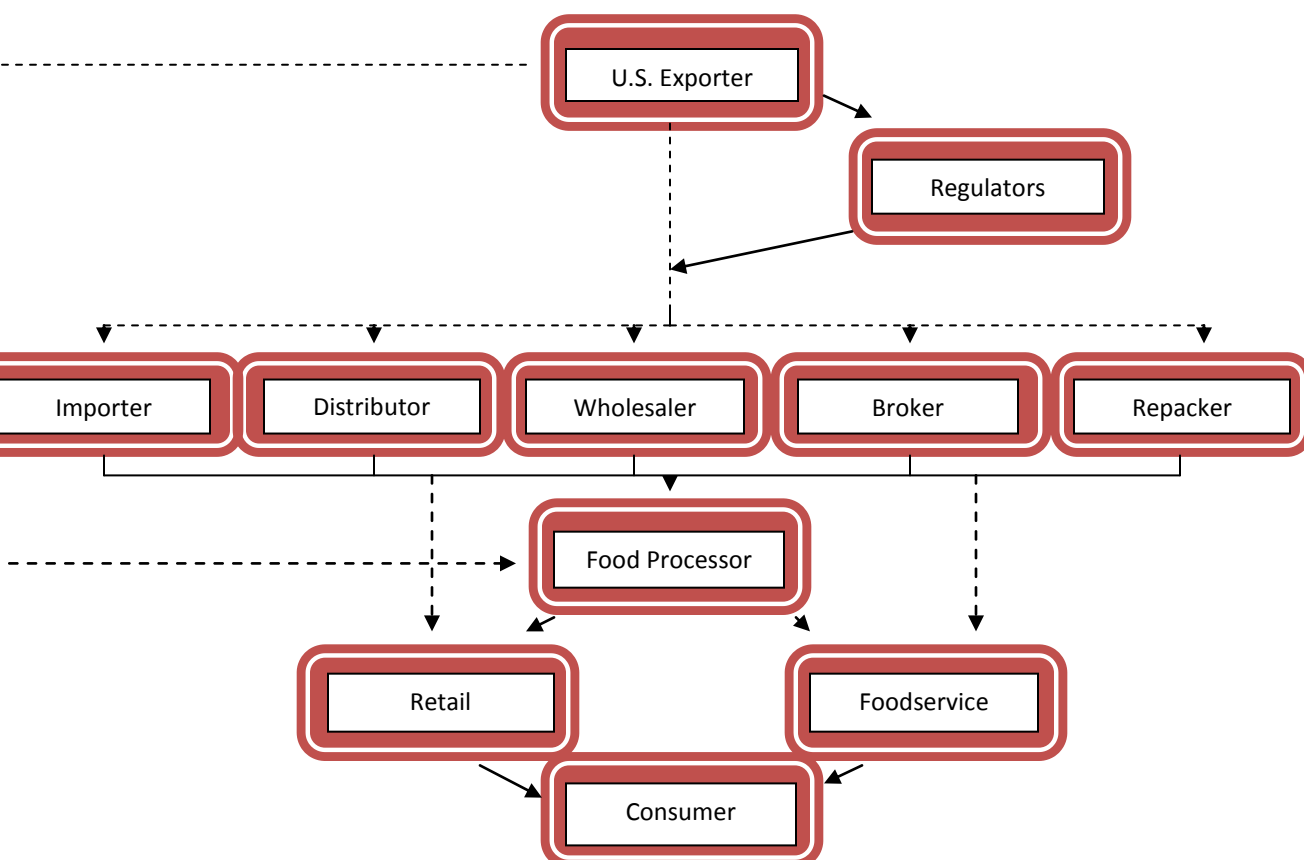 U.S. Exporter
Regulators
Importer
Distributor
Wholesaler
Broker
Repacker
Food Processor
Retail
Foodservice
Consumer